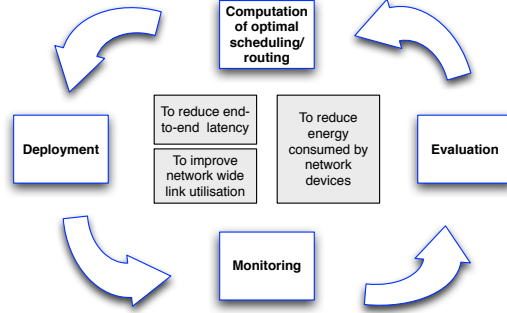 Computation
of optimal
scheduling/
routing
To reduce end-
to-end latency
To reduce
energy
consumed by
network
devices
To improve
network wide
link utilisation
Deployment
Evaluation
Monitoring